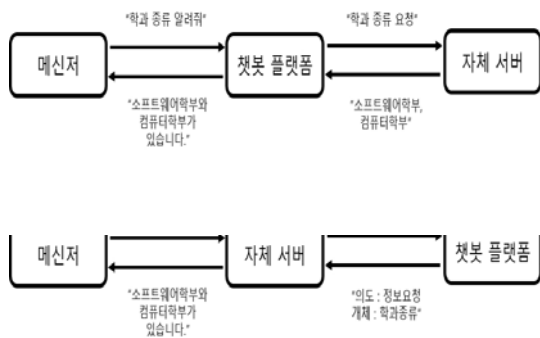 "학과 종류 알려줘"
"학과 종류 요청"
메신저
챗봇 플랫폼
자체 서버
"소프트웨어학부와
컴퓨터학부가
있습니다."
"소프트웨어학부,
컴퓨터학부"
메신저
자체 서버
챗봇 플랫폼
"소프트웨어학부와
컴퓨터학부가
있습니다."
"의도 : 정보요청
개체 : 학과종류"